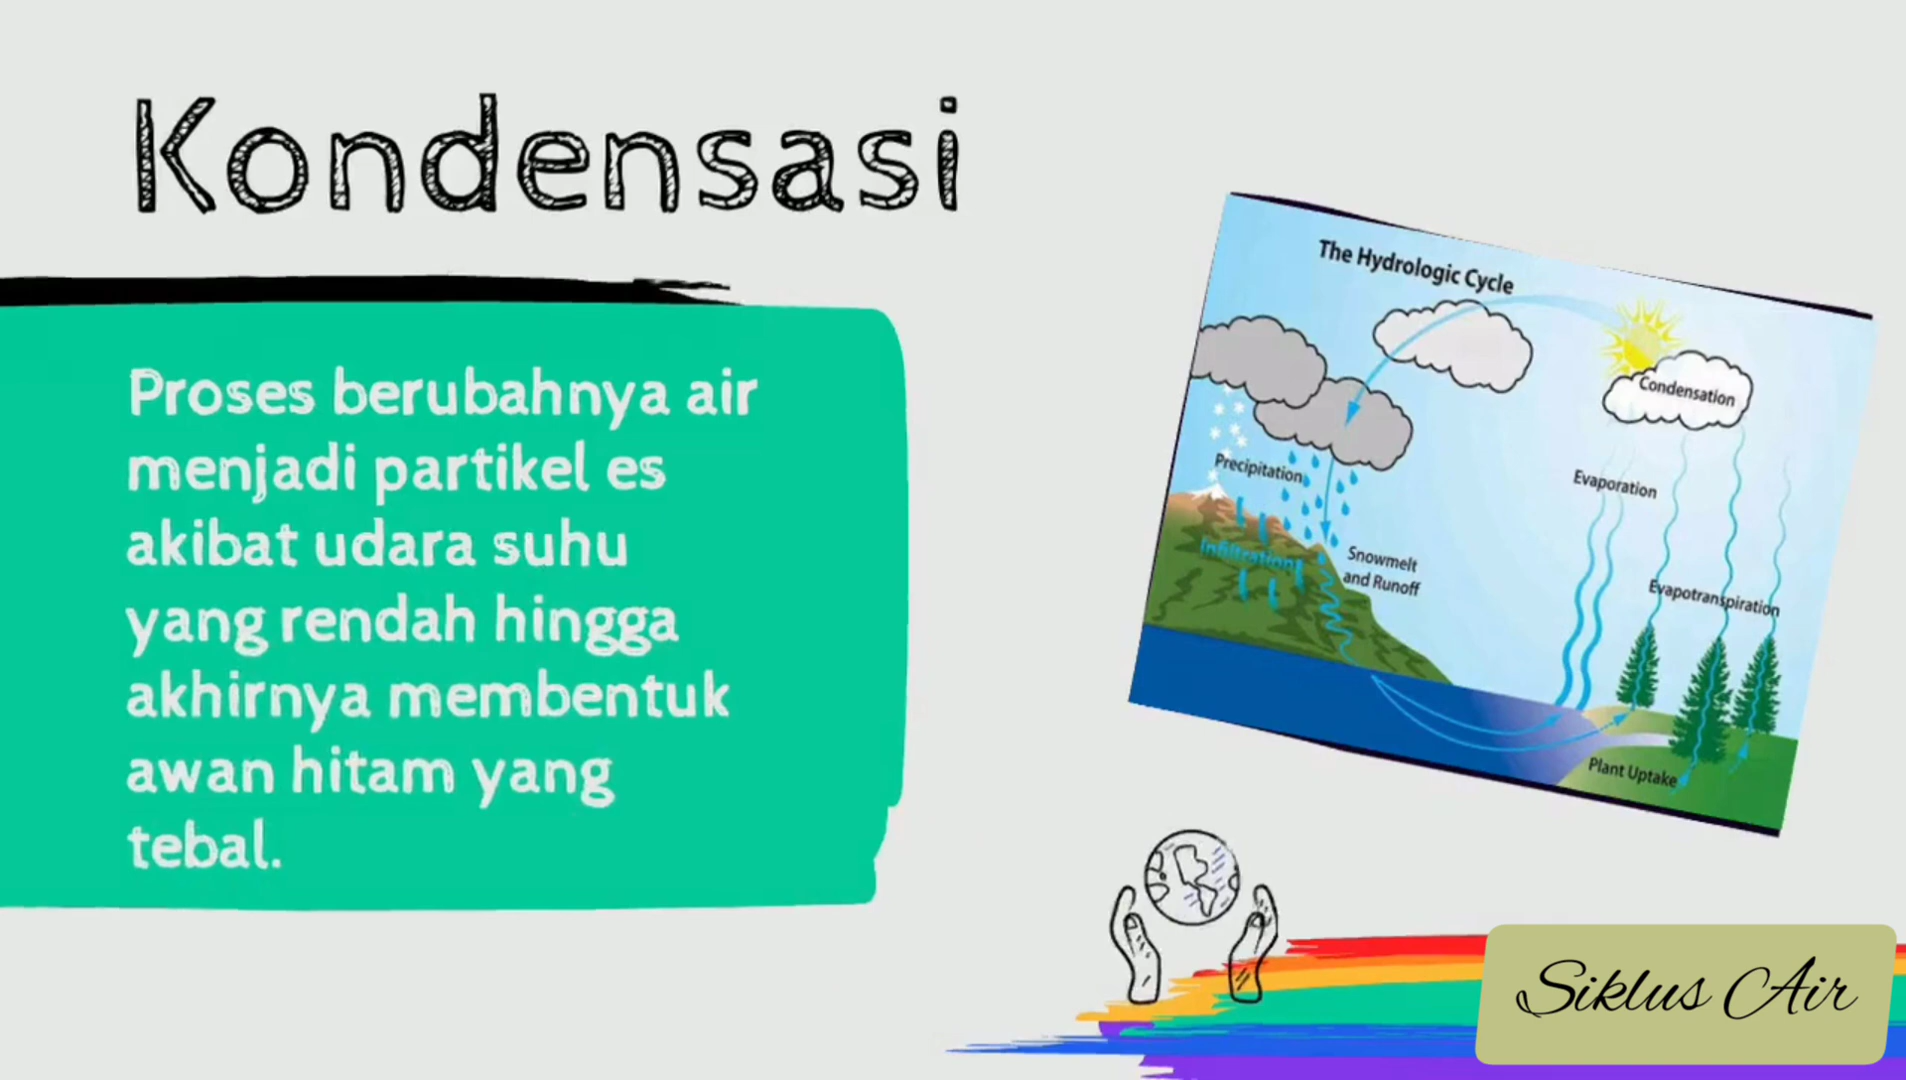 Kondensasi
Proses berubahnya air
menjadi partikel es
akibat udara suhu
yang rendah hingga
akhirnya membentuk
awan hitam yang
tebal.
The Hydrologic Cycle
Condensation
Precipitation
Evaporation
Infiltration
Snowmelt
and Runoff
Evapotranspiration
Plant Uptake
Siklus Air